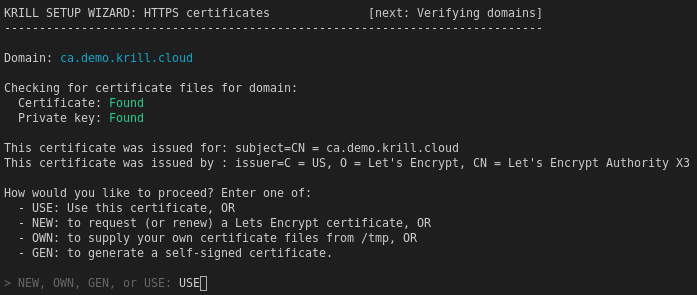 KRILL SETUP WIZARD: HTTPS certificates [next: Verifying domains]
-----------------------------------------------------------------------------
Domain: ca.demo.krill.cloud
Checking for certificate files for domain:
Certificate: Found
Private key: Found
This certificate was issued for: subject=CN = ca.demo.krill.cloud
This certificate was issued by : issuer=C = US, O = Let's Encrypt, CN = Let's Encrypt Authority X3
How would you like to proceed? Enter one of:
- USE: Use this certificate, OR
- NEW: to request (or renew) a Lets Encrypt certificate, OR
- OWN: to supply your own certificate files from /tmp, OR
- GEN: to generate a self-signed certificate.
> NEW, OWN, GEN, or USE: USE